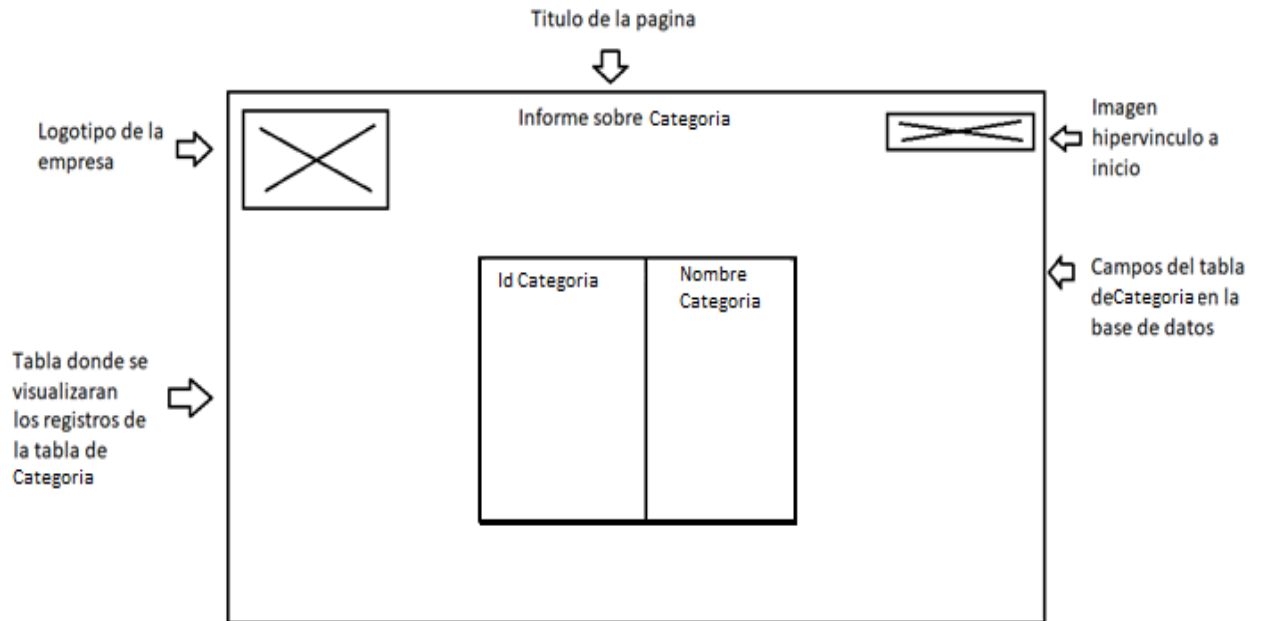 Titulo de la pagina
Informe sobre Categoria
Logotipo de la
empresa
Imagen
hipervinculo a
inicio
Id Categoria
Nombre
Categoria
Campos del tabla
deCategoria en la
base de datos
Tabla donde se
visualizaran
los registros de
la tabla de
Categoria